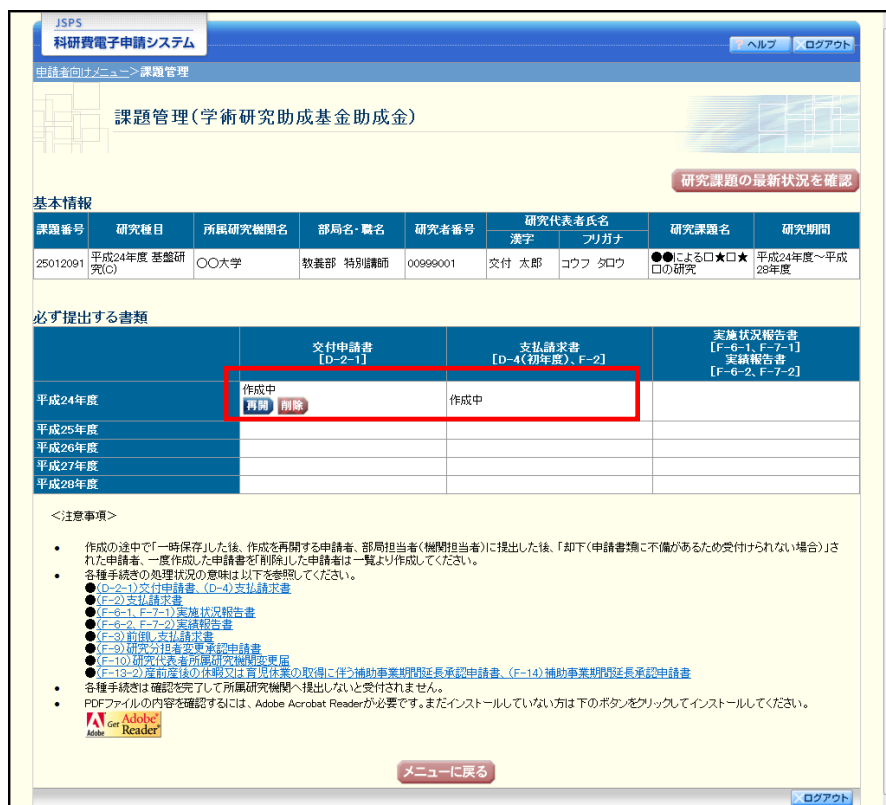 JSPS
科研費電子申請システム
? ヘルプ
ログアウト
申請者向けメニュー>課題管理
課題管理(学術研究助成基金助成金)
研究課題の最新状況を確認
基本情報
課題番号 研究種目 所属研究機関名 部局名・職名 研究者番号 研究代表者氏名 研究課題名 研究期間
漢字 フリガナ
25012091 平成24年度 基盤研究(C) 〇〇大学 教養部 特別講師 00999001 交付 太郎 コウフ タロウ ●●による□★□★□の研究 平成24年度～平成28年度
必ず提出する書類
交付申請書
[D-2-1]
支払請求書
[D-4(初年度)、F-2]
実施状況報告書
[F-6-1、F-7-1]
実績報告書
[F-6-2、F-7-2]
平成24年度 作成中 作成中
再開 削除
平成25年度
平成26年度
平成27年度
平成28年度
＜注意事項＞
• 作成の途中で「一時保存」した後、作成を再開する申請者、部局担当者(機関担当者)に提出した後、「却下(申請書類に不備があるため受付けられない場合)」さ
れた申請者、一度作成した申請書を「削除」した申請者は一覧より作成してください。
• 各種手続きの処理状況の意味は以下を参照してください。
●(D-2-1)交付申請書、(D-4)支払請求書
●(F-2)支払請求書
●(F-6-1、F-7-1)実施状況報告書
●(F-6-2、F-7-2)実績報告書
●(F-3)前倒し支払請求書
●(F-9)研究分担者変更承認申請書
●(F-10)研究代表者所属研究機関変更届
●(F-13-2)産前産後の休暇又は育児休業の取得に伴う補助事業期間延長承認申請書、(F-14)補助事業期間延長承認申請書
• 各種手続きは確認を完了して所属研究機関へ提出しないと受付されません。
• PDFファイルの内容を確認するには、Adobe Acrobat Readerが必要です。まだインストールしていない方は下のボタンをクリックしてインストールしてください。
Adobe Get Adobe Reader
メニューに戻る
ログアウト